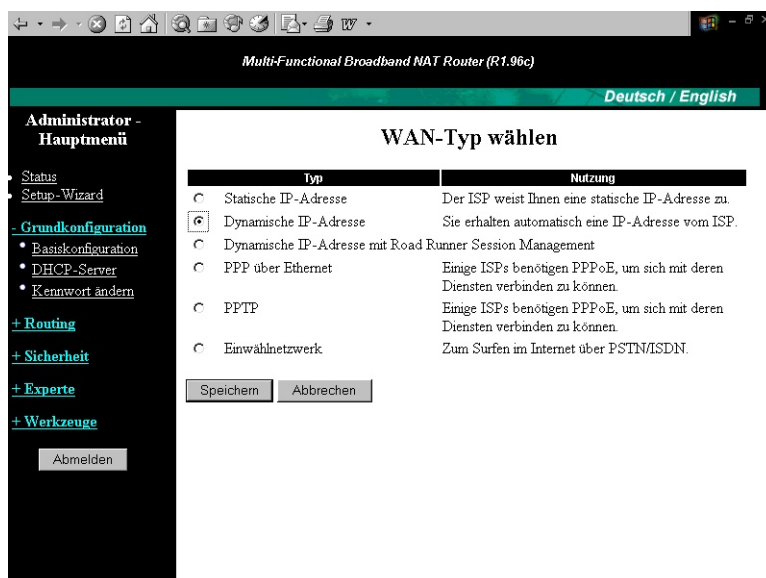 Multi-Functional Broadband NAT Router (R1.96c)
Deutsch / English
Administrator -
Hauptmenü
Status
Setup-Wizard
- Grundkonfiguration
Basiskonfiguration
DHCP-Server
Kennwort ändern
+ Routing
+ Sicherheit
+ Experte
+ Werkzeuge
Abmelden
WAN-Typ wählen
Typ Nutzung
Statische IP-Adresse Der ISP weist Ihnen eine statische IP-Adresse zu.
Dynamische IP-Adresse Sie erhalten automatisch eine IP-Adresse vom ISP.
Dynamische IP-Adresse mit Road Runner Session Management
PPP über Ethernet Einige ISPs benötigen PPPoE, um sich mit deren
Diensten verbinden zu können.
PPTP Einige ISPs benötigen PPPoE, um sich mit deren
Diensten verbinden zu können.
Einwählnetzwerk Zum Surfen im Internet über PSTN/ISDN.
Speichern Abbrechen